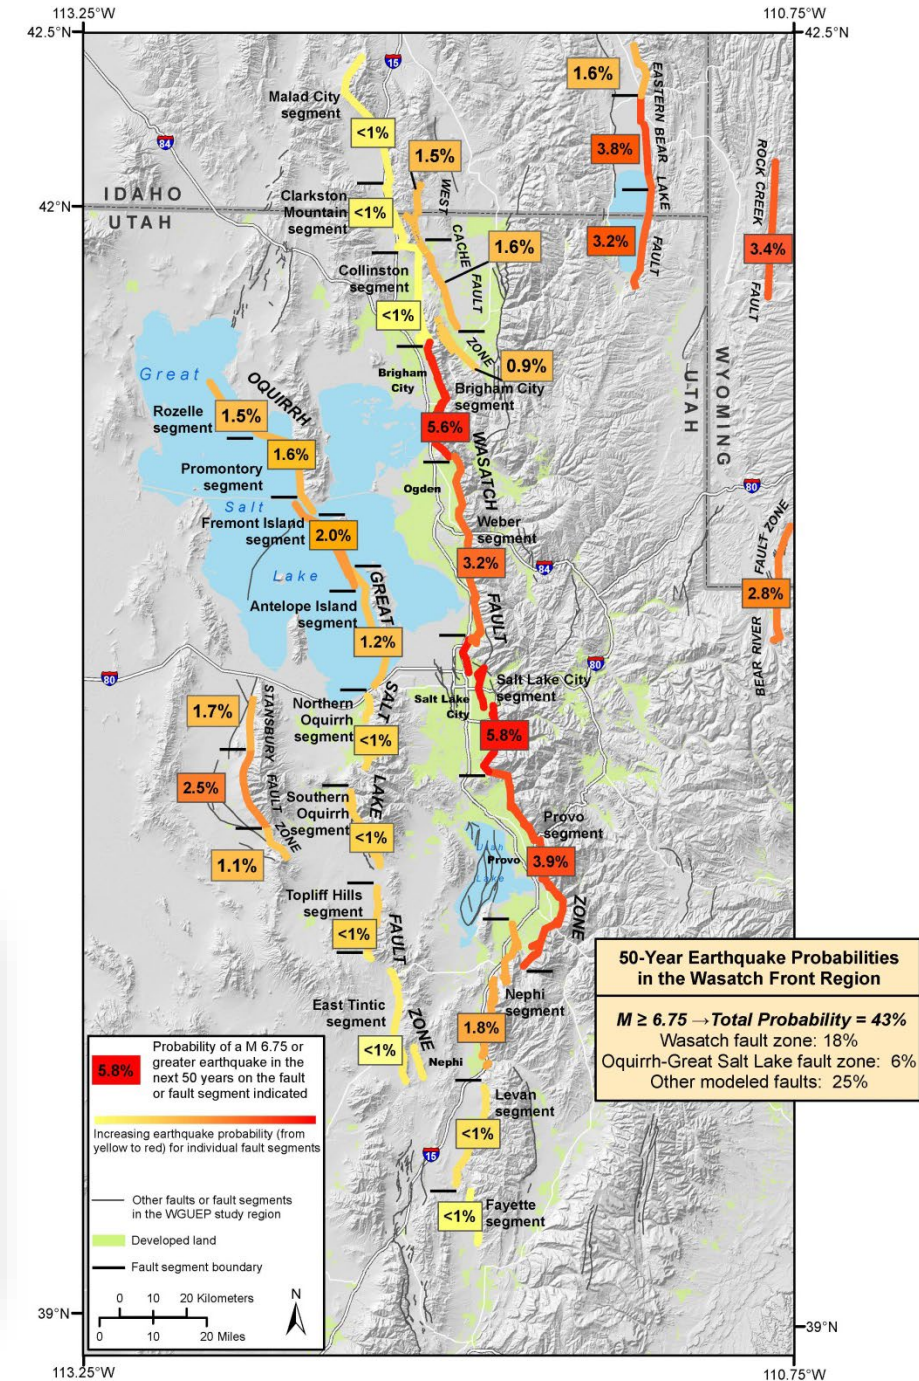 113.25°W
110.75°W
42.5°N
42.5°N
15
1.6%
EASTERN BEAR LAKE
FAULT
Malad City
segment
<1%
84
3.8%
1.5%
ROCK CREEK
FAULT
IDAHO
UTAH
42°N
Clarkston
Mountain
segment
<1%
WEST
CACHE FAULT
ZONE
3.2%
3.4%
1.6%
Collinston
segment
<1%
Brigham
City
0.9%
Brigham City
segment
UTAH
WYOMING
Great
Salt
Lake
OQUIRRH
Rozelle
segment
1.5%
5.6%
WASATCH
1.6%
Promontory
segment
Ogden
80
Fremont Island
segment
2.0%
Weber
segment
3.2%
84
FAULT
BEAR RIVER
FAULT ZONE
2.8%
GREAT
Antelope Island
segment
1.2%
80
80
Salt Lake City
segment
SALT
Salt Lake
City
Northern
Oquirrh
segment
<1%
1.7%
STANSBURY
FAULT
ZONE
5.8%
2.5%
LAKE
Southern
Oquirrh
segment
<1%
Provo
segment
Utah
Lake
Provo
3.9%
1.1%
Topliff Hills
segment
<1%
FAULT
ZONE
Nephi
segment
1.8%
East Tintic
segment
ZONE
<1%
Nephi
Levan
segment
<1%
15
Fayette
segment
<1%
50-Year Earthquake Probabilities
in the Wasatch Front Region
M ≥ 6.75 →Total Probability = 43%
Wasatch fault zone: 18%
Oquirrh-Great Salt Lake fault zone: 6%
Other modeled faults: 25%
5.8%
Probability of a M 6.75 or
greater earthquake in the
next 50 years on the fault
or fault segment indicated
Increasing earthquake probability (from
yellow to red) for individual fault segments
Other faults or fault segments
in the WGUEP study region
Developed land
Fault segment boundary
0 10 20 Kilometers
0 10 20 Miles
N
39°N
39°N
113.25°W
110.75°W